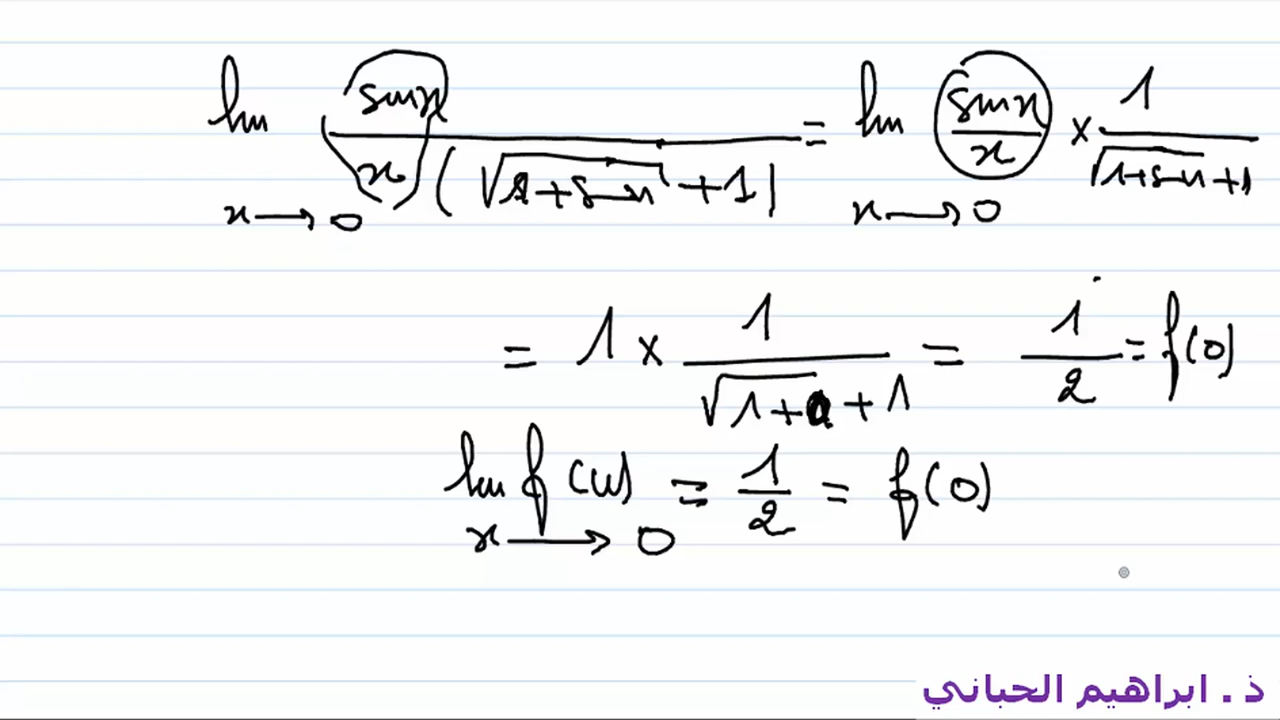 lim x→0 sinx / x(√1+sinx + 1) = lim x→0 sinx/x × 1/√1+sinx+1
= 1 × 1/√1+0 + 1 = 1/2 = f(0)
lim x→0 f(x) = 1/2 = f(0)
ذ . ابراهيم الحباني